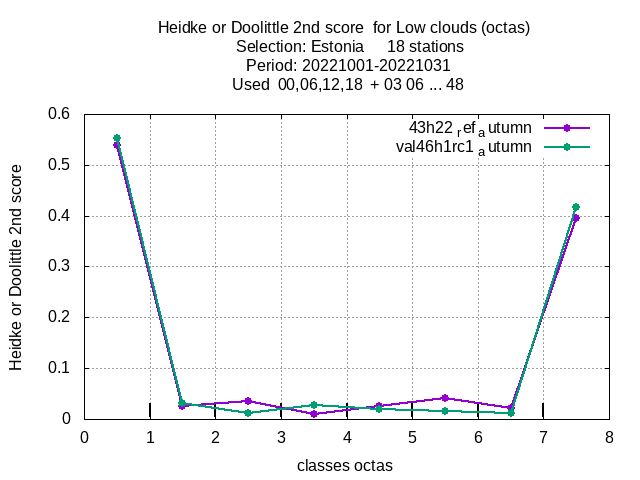 Heidke or Doolittle 2nd score  for Low clouds (octas)
Selection: Estonia     18 stations
Period: 20221001-20221031
Used  00,06,12,18  + 03 06 ... 48
43h22 ref autumn
val46h1rc1 autumn
Heidke or Doolittle 2nd score
0.6
0.5
0.4
0.3
0.2
0.1
0
0 1 2 3 4 5 6 7 8
classes octas